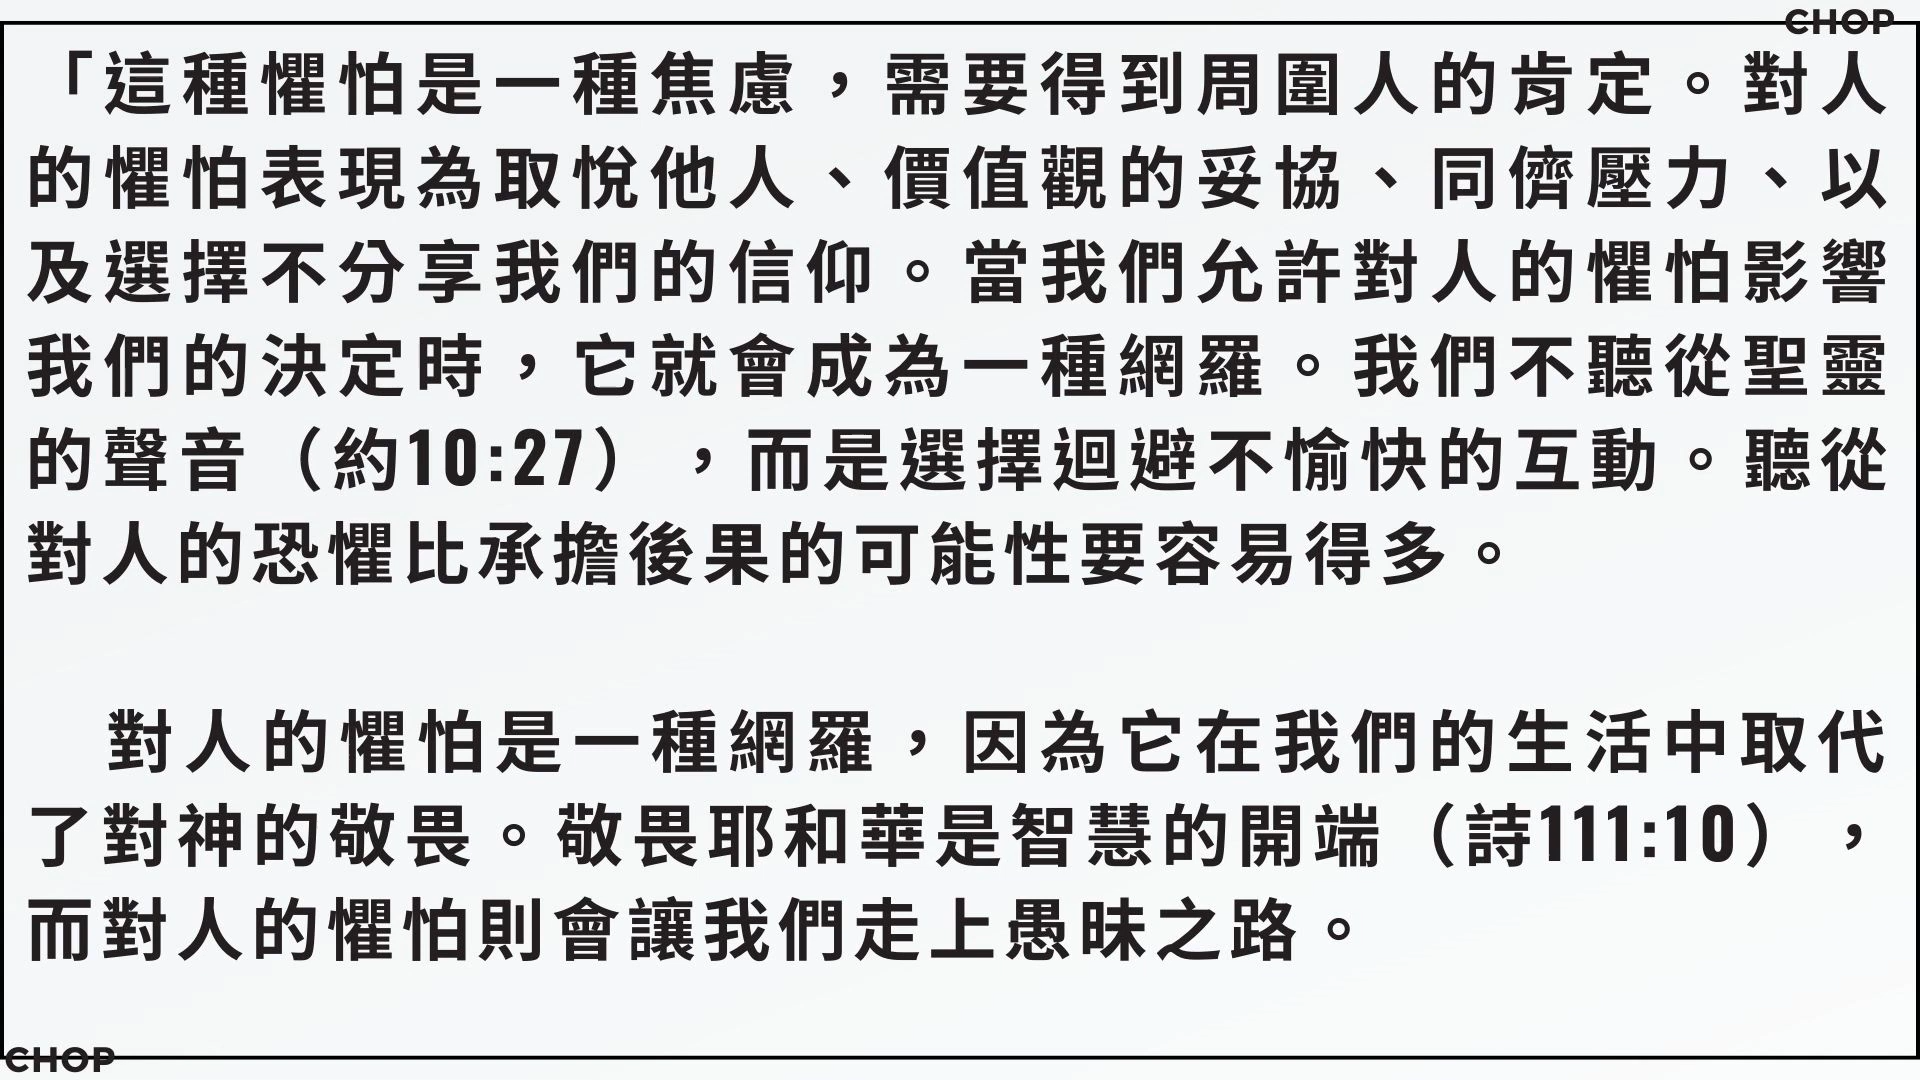 CHOP
「這種懼怕是一種焦慮，需要得到周圍人的肯定。對人
的懼怕表現為取悅他人、價值觀的妥協、同儕壓力、以
及選擇不分享我們的信仰。當我們允許對人的懼怕影響
我們的決定時，它就會成為一種網羅。我們不聽從聖靈
的聲音（約10:27），而是選擇迴避不愉快的互動。聽從
對人的恐懼比承擔後果的可能性要容易得多。
對人的懼怕是一種網羅，因為它在我們的生活中取代
了對神的敬畏。敬畏耶和華是智慧的開端（詩111:10），
而對人的懼怕則會讓我們走上愚昧之路。
CHOP